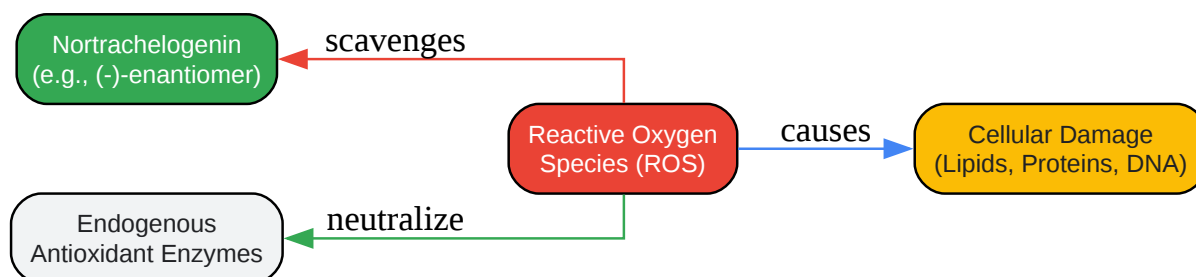 Nortrachelogenin
(e.g., (-)-enantiomer)
scavenges
Reactive Oxygen
Species (ROS)
causes
Cellular Damage
(Lipids, Proteins, DNA)
Endogenous
Antioxidant Enzymes
neutralize